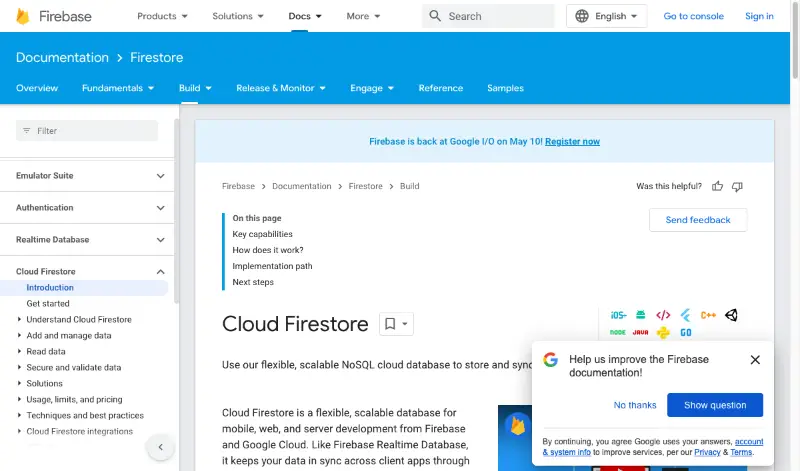 Firebase
Products
Solutions
Docs
More
Search
English
Go to console
Sign in
Documentation
Firestore
Overview
Fundamentals
Build
Release & Monitor
Engage
Reference
Samples
Filter
Emulator Suite
Authentication
Realtime Database
Cloud Firestore
Introduction
Get started
Understand Cloud Firestore
Add and manage data
Read data
Secure and validate data
Solutions
Usage, limits, and pricing
Techniques and best practices
Cloud Firestore integrations
Firebase is back at Google I/O on May 10! Register now
Firebase > Documentation > Firestore > Build
Was this helpful?
Send feedback
On this page
Key capabilities
How does it work?
Implementation path
Next steps
Cloud Firestore
iOS+
C++
NODE
JAVA
GO
Use our flexible, scalable NoSQL cloud database to store and sync
Cloud Firestore is a flexible, scalable database for
mobile, web, and server development from Firebase
and Google Cloud. Like Firebase Realtime Database,
it keeps your data in sync across client apps through
Help us improve the Firebase
documentation!
No thanks
Show question
By continuing, you agree Google uses your answers, account
& system info to improve services, per our Privacy & Terms.